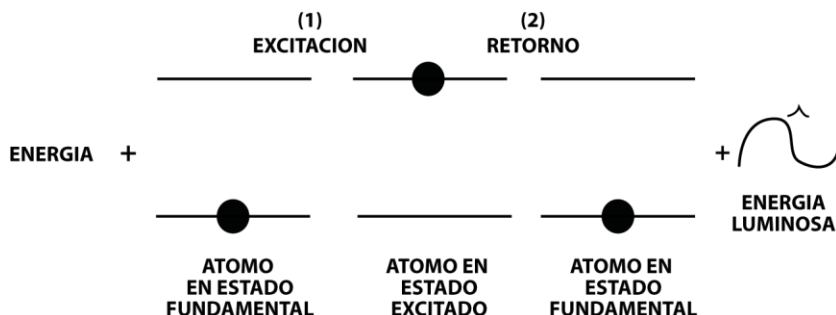 (1)
EXCITACION
(2)
RETORNO
ENERGIA +
+
ENERGIA
LUMINOSA
ATOMO
EN ESTADO
FUNDAMENTAL
ATOMO EN
ESTADO
EXCITADO
ATOMO EN
ESTADO
FUNDAMENTAL